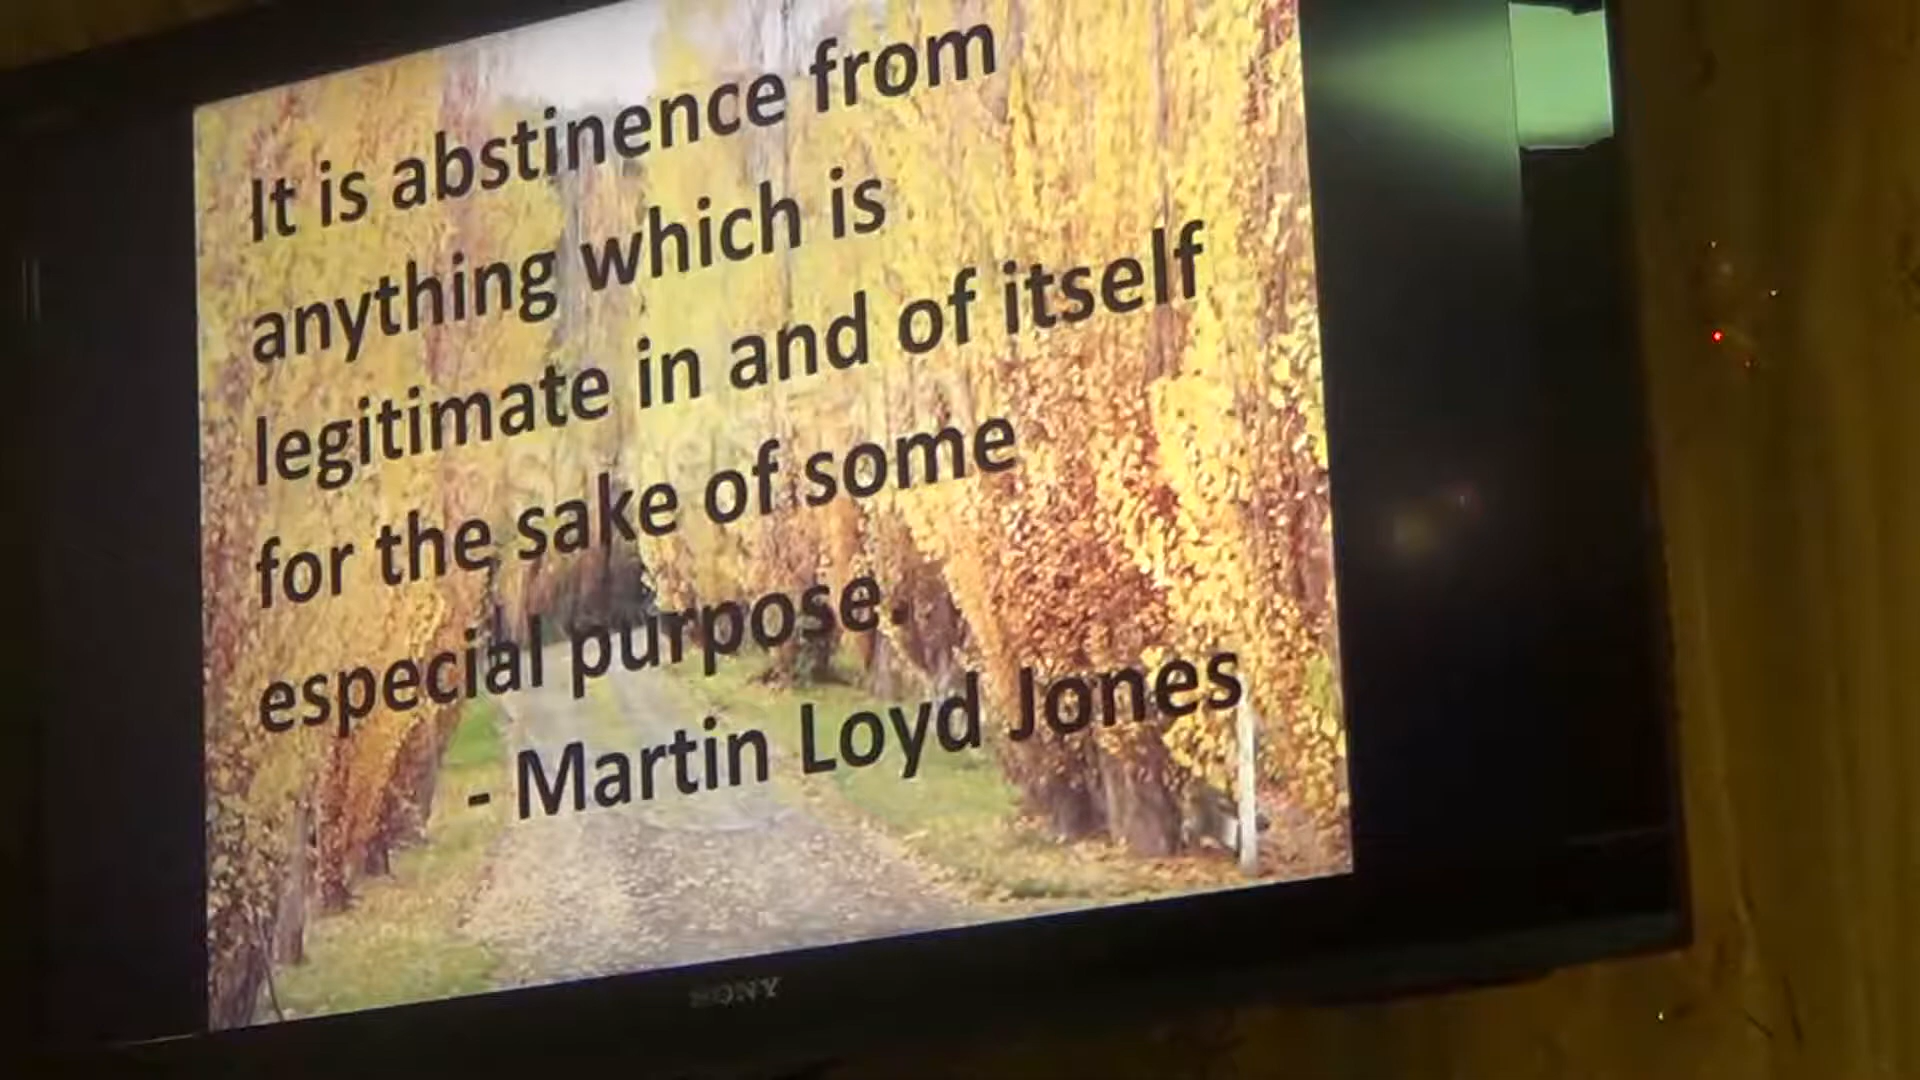 It is abstinence from
anything which is
legitimate in and of itself
for the sake of some
especial purpose.
- Martin Loyd Jones
SONY